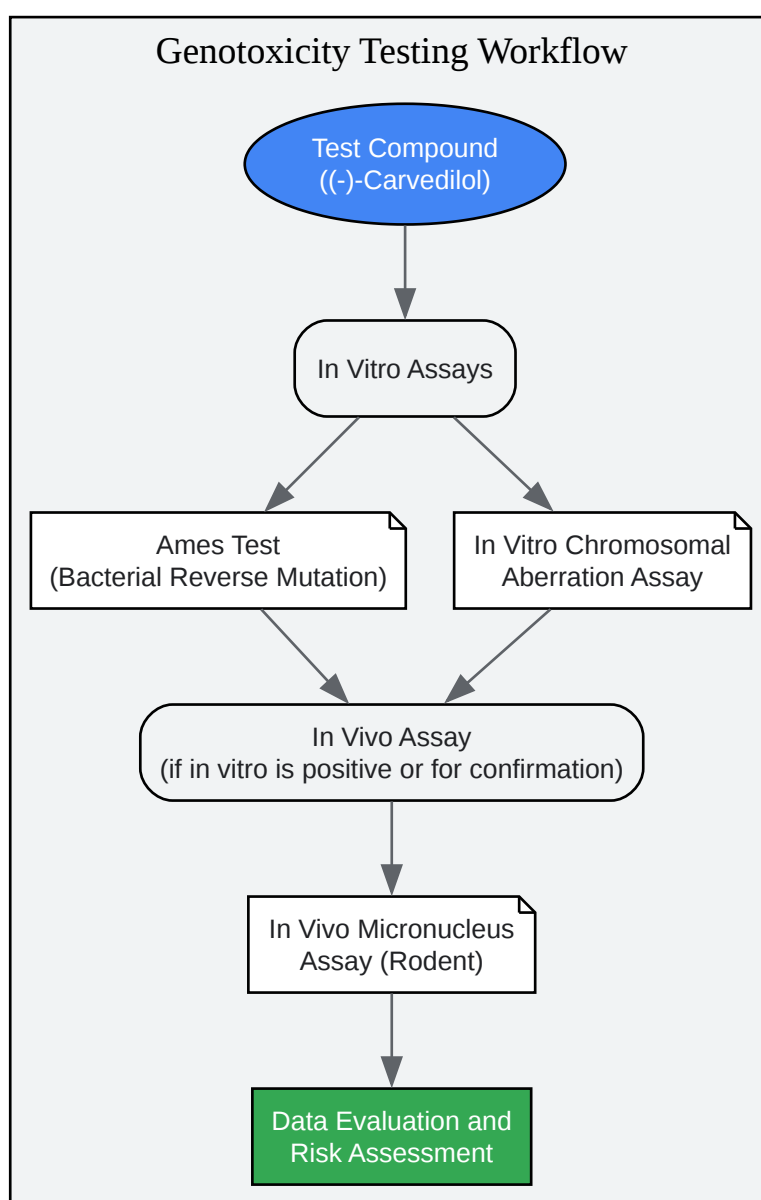 Genotoxicity Testing Workflow
Test Compound
((-)-Carvedilol)
In Vitro Assays
Ames Test
(Bacterial Reverse Mutation)
In Vitro Chromosomal
Aberration Assay
In Vivo Assay
(if in vitro is positive or for confirmation)
In Vivo Micronucleus
Assay (Rodent)
Data Evaluation and
Risk Assessment